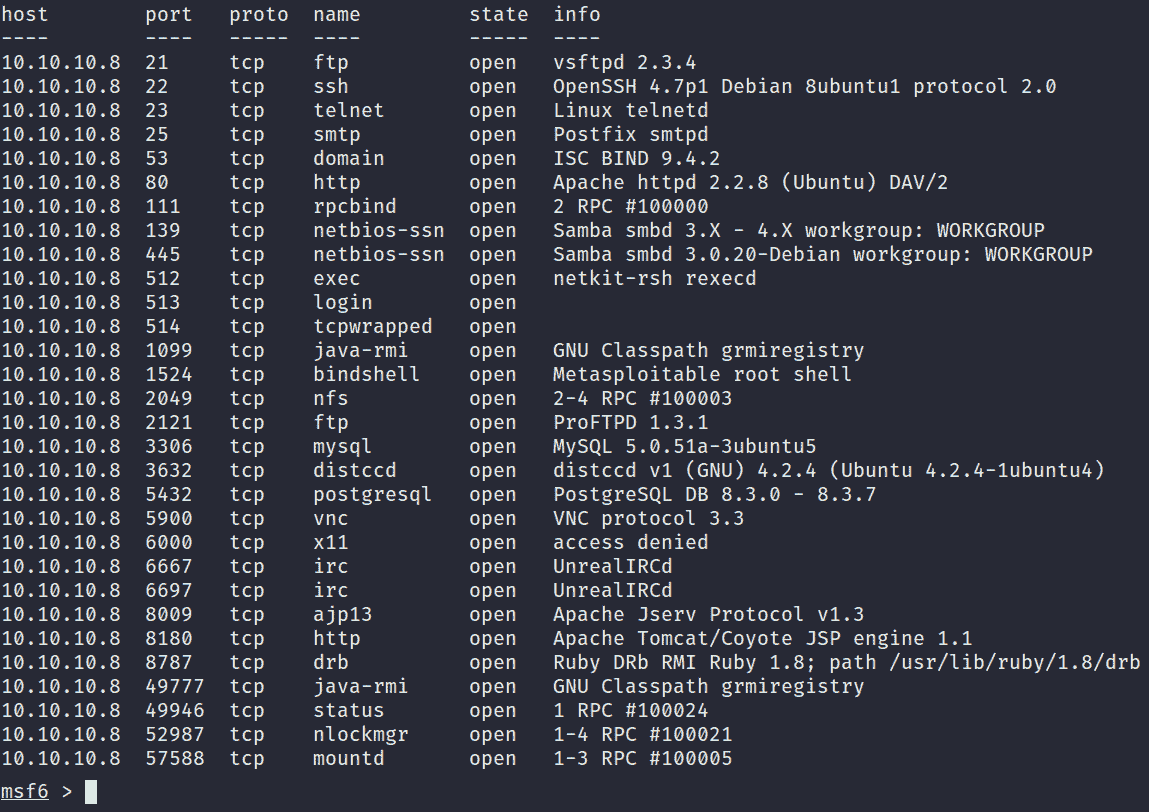 host port proto name state info
---- ---- ----- ---- ----- ----
10.10.10.8 21 tcp ftp open vsftpd 2.3.4
10.10.10.8 22 tcp ssh open OpenSSH 4.7p1 Debian 8ubuntu1 protocol 2.0
10.10.10.8 23 tcp telnet open Linux telnetd
10.10.10.8 25 tcp smtp open Postfix smtpd
10.10.10.8 53 tcp domain open ISC BIND 9.4.2
10.10.10.8 80 tcp http open Apache httpd 2.2.8 (Ubuntu) DAV/2
10.10.10.8 111 tcp rpcbind open 2 RPC #100000
10.10.10.8 139 tcp netbios-ssn open Samba smbd 3.X - 4.X workgroup: WORKGROUP
10.10.10.8 445 tcp netbios-ssn open Samba smbd 3.0.20-Debian workgroup: WORKGROUP
10.10.10.8 512 tcp exec open netkit-rsh rexecd
10.10.10.8 513 tcp login open
10.10.10.8 514 tcp tcpwrapped open
10.10.10.8 1099 tcp java-rmi open GNU Classpath grmiregistry
10.10.10.8 1524 tcp bindshell open Metasploitable root shell
10.10.10.8 2049 tcp nfs open 2-4 RPC #100003
10.10.10.8 2121 tcp ftp open ProFTPD 1.3.1
10.10.10.8 3306 tcp mysql open MySQL 5.0.51a-3ubuntu5
10.10.10.8 3632 tcp distccd open distccd v1 (GNU) 4.2.4 (Ubuntu 4.2.4-1ubuntu4)
10.10.10.8 5432 tcp postgresql open PostgreSQL DB 8.3.0 - 8.3.7
10.10.10.8 5900 tcp vnc open VNC protocol 3.3
10.10.10.8 6000 tcp x11 open access denied
10.10.10.8 6667 tcp irc open UnrealIRCd
10.10.10.8 6697 tcp irc open UnrealIRCd
10.10.10.8 8009 tcp ajp13 open Apache Jserv Protocol v1.3
10.10.10.8 8180 tcp http open Apache Tomcat/Coyote JSP engine 1.1
10.10.10.8 8787 tcp drb open Ruby DRb RMI Ruby 1.8; path /usr/lib/ruby/1.8/drb
10.10.10.8 49777 tcp java-rmi open GNU Classpath grmiregistry
10.10.10.8 49946 tcp status open 1 RPC #100024
10.10.10.8 52987 tcp nlockmgr open 1-4 RPC #100021
10.10.10.8 57588 tcp mountd open 1-3 RPC #100005
msf6 >